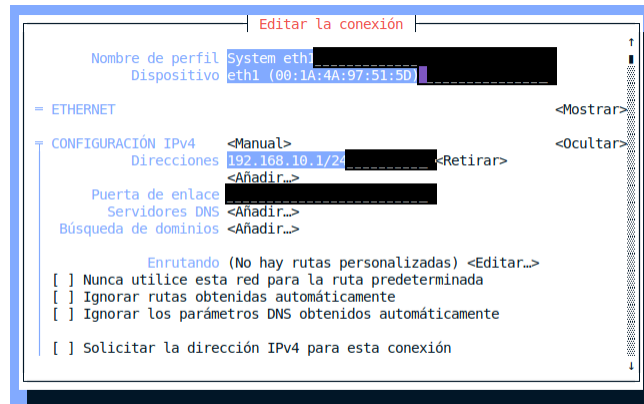 Editar la conexión
Nombre de perfil System eth1
Dispositivo eth1 (00:1A:4A:97:51:5D)
= ETHERNET <Mostrar>
= CONFIGURACIÓN IPv4 <Manual> <Ocultar>
Direcciones 192.168.10.1/24 <Retirar>
<Añadir…>
Puerta de enlace
Servidores DNS <Añadir…>
Búsqueda de dominios <Añadir…>
Enrutando (No hay rutas personalizadas) <Editar…>
[ ] Nunca utilice esta red para la ruta predeterminada
[ ] Ignorar rutas obtenidas automáticamente
[ ] Ignorar los parámetros DNS obtenidos automáticamente
[ ] Solicitar la dirección IPv4 para esta conexión